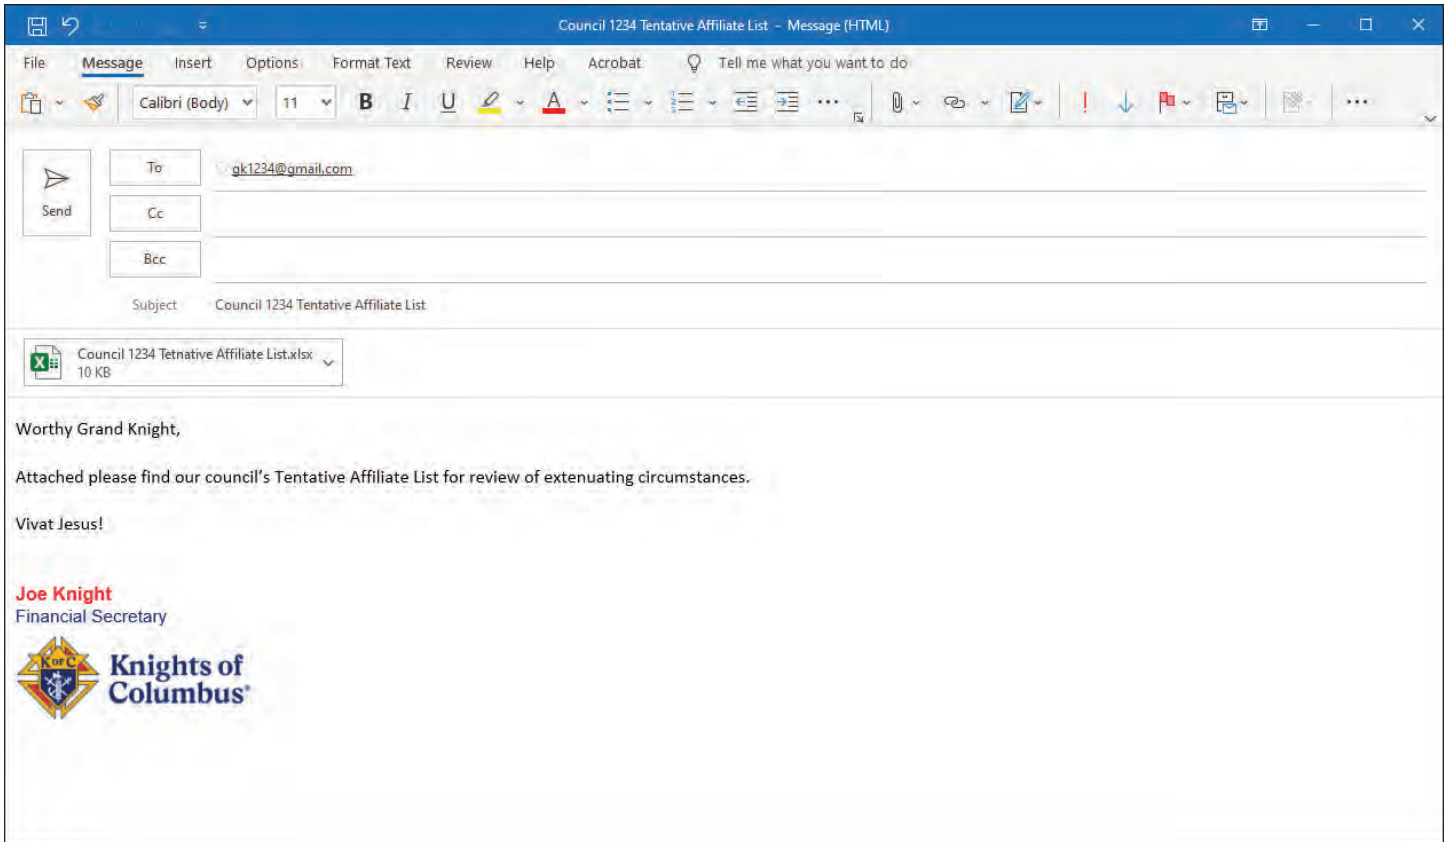 Council 1234 Tentative Affiliate List - Message (HTML)
File Message Insert Options Format Text Review Help Acrobat Tell me what you want to do
Calibri (Body) 11 B I U A
To gk1234@gmail.com
Send
Cc
Bcc
Subject Council 1234 Tentative Affiliate List
Council 1234 Tetnative Affiliate List.xlsx
10 KB
Worthy Grand Knight,
Attached please find our council's Tentative Affiliate List for review of extenuating circumstances.
Vivat Jesus!
Joe Knight
Financial Secretary
K OF C
Knights of
Columbus®